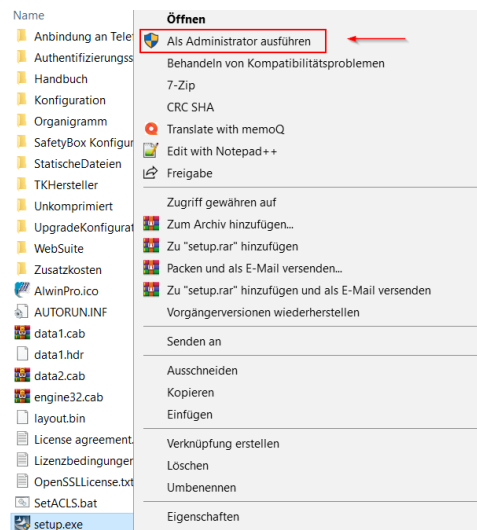 Name
Anbindung an Tele
Authentifizierungss
Handbuch
Konfiguration
Organigramm
SafetyBox Konfigur
StatischeDateien
TKHersteller
Unkomprimiert
UpgradeKonfigurat
WebSuite
Zusatzkosten
AlwinPro.ico
AUTORUN.INF
data1.cab
data1.hdr
data2.cab
engine32.cab
layout.bin
License agreement.
Lizenzbedingunger
OpenSSLLicense.txt
SetACLS.bat
setup.exe
Öffnen
Als Administrator ausführen
Behandeln von Kompatibilitätsproblemen
7-Zip
CRC SHA
Translate with memoQ
Edit with Notepad++
Freigabe
Zugriff gewähren auf
Zum Archiv hinzufügen...
Zu "setup.rar" hinzufügen
Packen und als E-Mail versenden...
Zu "setup.rar" hinzufügen und als E-Mail versenden
Vorgängerversionen wiederherstellen
Senden an
Ausschneiden
Kopieren
Einfügen
Verknüpfung erstellen
Löschen
Umbenennen
Eigenschaften